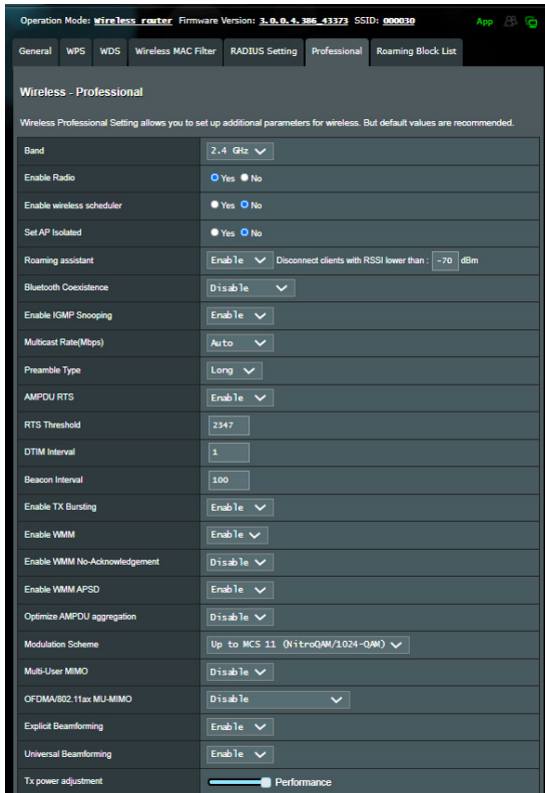 Operation Mode: Wireless router Firmware Version: 3.0.0.4.386_43373 SSID: 000030 App
General WPS WDS Wireless MAC Filter RADIUS Setting Professional Roaming Block List
Wireless - Professional
Wireless Professional Setting allows you to set up additional parameters for wireless. But default values are recommended.
Band 2.4 GHz
Enable Radio Yes No
Enable wireless scheduler Yes No
Set AP Isolated Yes No
Roaming assistant Enable Disconnect clients with RSSI lower than : -70 dBm
Bluetooth Coexistence Disable
Enable IGMP Snooping Enable
Multicast Rate(Mbps) Auto
Preamble Type Long
AMPDU RTS Enable
RTS Threshold 2347
DTIM Interval 1
Beacon Interval 100
Enable TX Bursting Enable
Enable WMM Enable
Enable WMM No-Acknowledgement Disable
Enable WMM APSD Enable
Optimize AMPDU aggregation Disable
Modulation Scheme Up to MCS 11 (NitroQAM/1024-QAM)
Multi-User MIMO Disable
OFDMA/802.11ax MU-MIMO Disable
Explicit Beamforming Enable
Universal Beamforming Enable
Tx power adjustment Performance